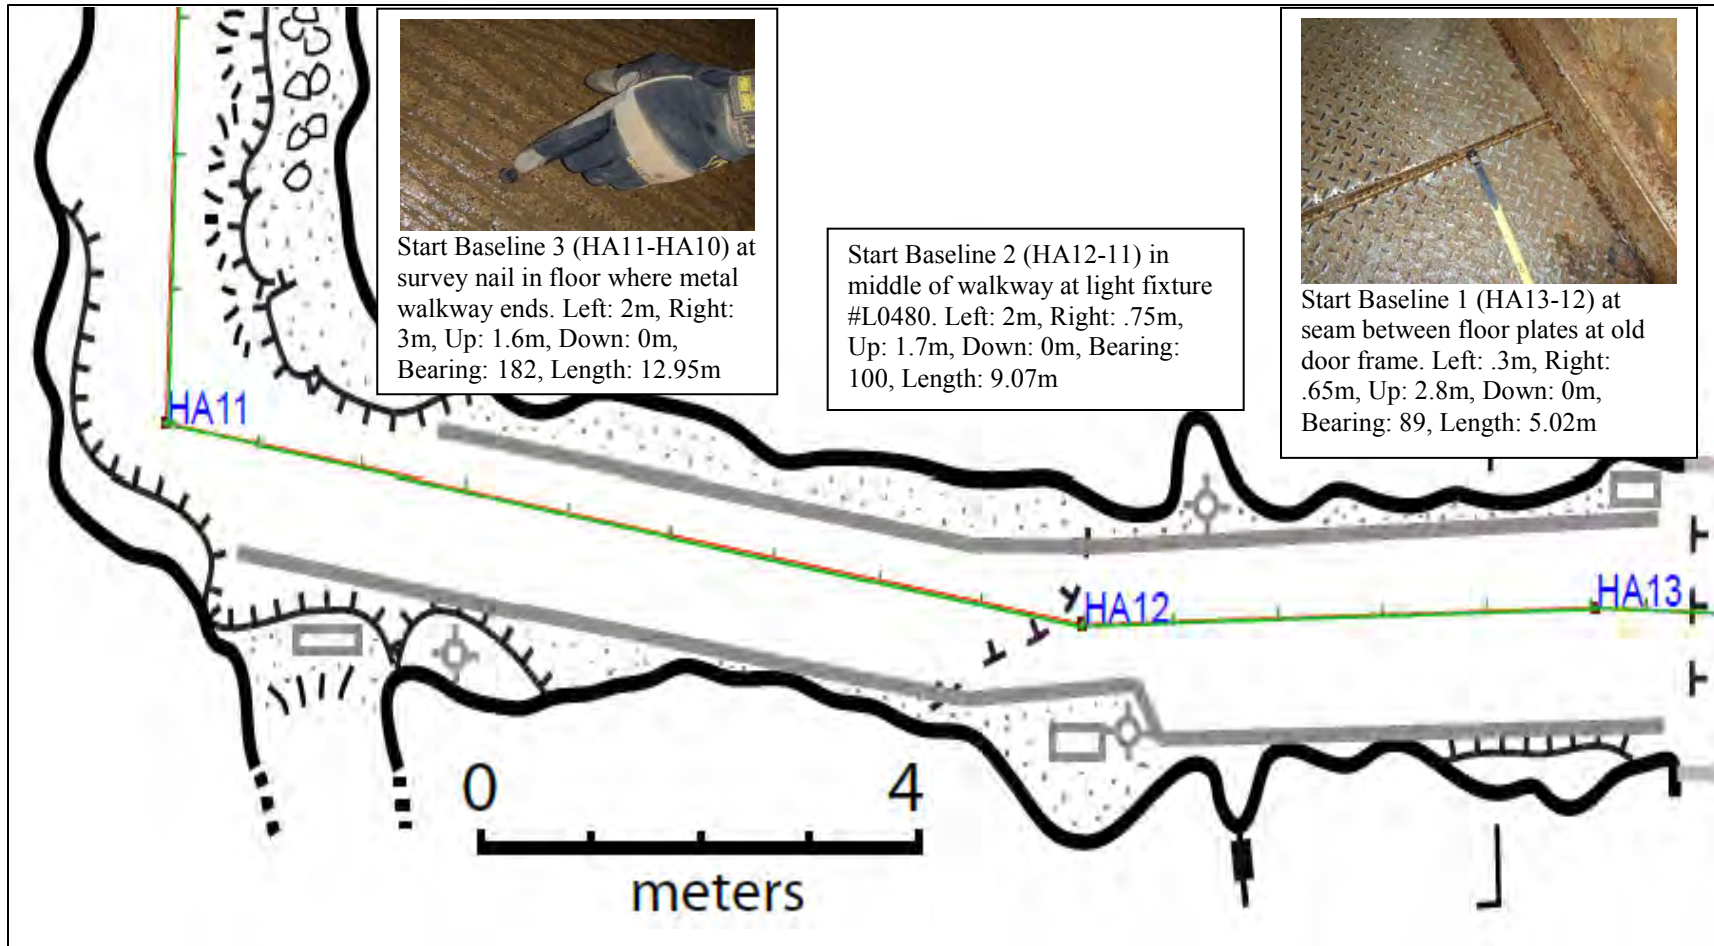 Start Baseline 3 (HA11-HA10) at
survey nail in floor where metal
walkway ends. Left: 2m, Right:
3m, Up: 1.6m, Down: 0m,
Bearing: 182, Length: 12.95m
Start Baseline 2 (HA12-11) in
middle of walkway at light fixture
#L0480. Left: 2m, Right: .75m,
Up: 1.7m, Down: 0m, Bearing:
100, Length: 9.07m
Start Baseline 1 (HA13-12) at
seam between floor plates at old
door frame. Left: .3m, Right:
.65m, Up: 2.8m, Down: 0m,
Bearing: 89, Length: 5.02m
HA11
HA12
HA13
0 4
meters